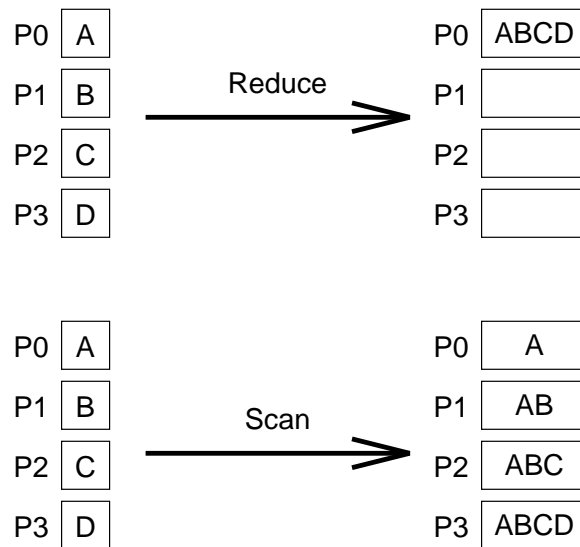 P0 A P0 ABCD
P1 B Reduce P1
P2 C P2
P3 D P3
P0 A P0 A
P1 B P1 AB
Scan
P2 C P2 ABC
P3 D P3 ABCD